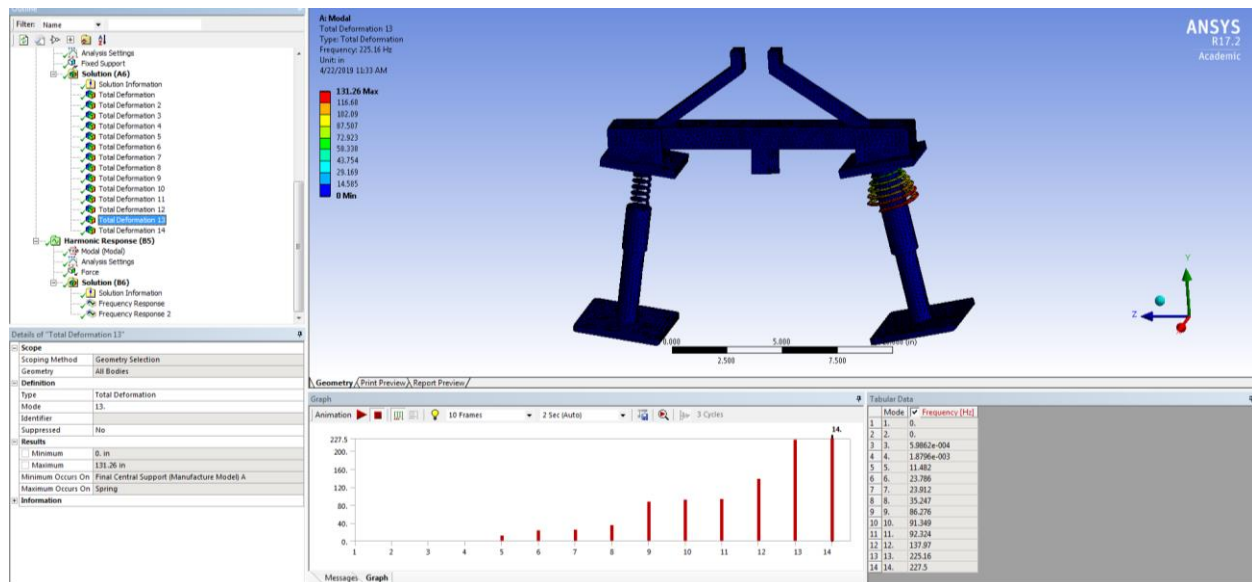 Outline
Filter: Name
Analysis Settings
Fixed Support
Solution (A6)
Solution Information
Total Deformation
Total Deformation 2
Total Deformation 3
Total Deformation 4
Total Deformation 5
Total Deformation 6
Total Deformation 7
Total Deformation 8
Total Deformation 9
Total Deformation 10
Total Deformation 11
Total Deformation 12
Total Deformation 13
Total Deformation 14
Harmonic Response (B5)
Modal (Modal)
Analysis Settings
Force
Solution (B6)
Solution Information
Frequency Response
Frequency Response 2
Details of "Total Deformation 13"
Scope
Scoping Method Geometry Selection
Geometry All Bodies
Definition
Type Total Deformation
Mode 13.
Identifier
Suppressed No
Results
Minimum 0. in
Maximum 131.26 in
Minimum Occurs On Final Central Support (Manufacture Model) A
Maximum Occurs On Spring
Information
A: Modal
Total Deformation 13
Type: Total Deformation
Frequency: 225.16 Hz
Unit: in
4/22/2019 11:33 AM
131.26 Max
116.68
102.09
87.507
72.923
58.338
43.754
29.169
14.585
0 Min
ANSYS
R17.2
Academic
Y
Z
0.000 5.000 (in)
2.500 7.500
Geometry Print Preview Report Preview
Graph
Animation 10 Frames 2 Sec (Auto) 3 Cycles
14.
227.5
200.
160.
120.
80.
40.
0.
1 2 3 4 5 6 7 8 9 10 11 12 13 14
Messages Graph
Tabular Data
Mode Frequency [Hz]
1 1. 0.
2 2. 0.
3 3. 5.9862e-004
4 4. 1.8796e-003
5 5. 11.482
6 6. 23.786
7 7. 23.912
8 8. 35.247
9 9. 86.276
10 10. 91.349
11 11. 92.324
12 12. 137.97
13 13. 225.16
14 14. 227.5